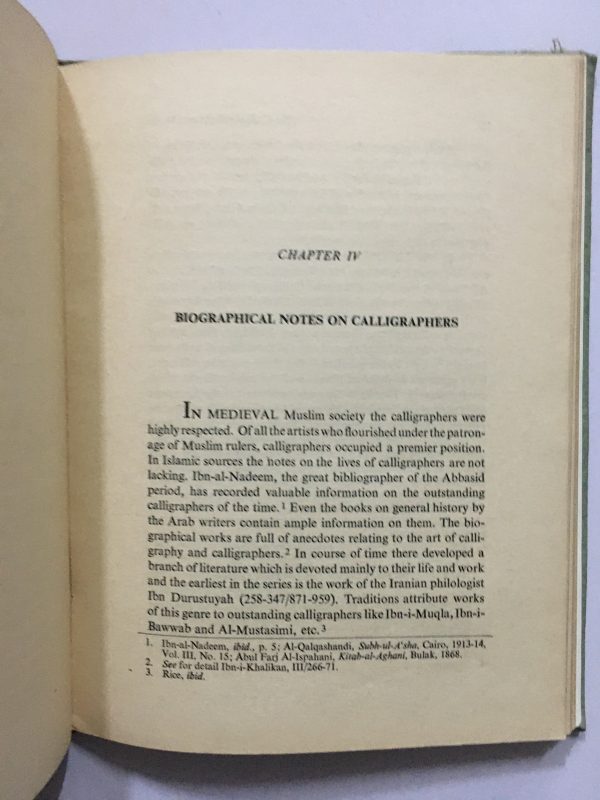 CHAPTER IV
BIOGRAPHICAL NOTES ON CALLIGRAPHERS
IN MEDIEVAL Muslim society the calligraphers were
highly respected. Of all the artists who flourished under the patron-
age of Muslim rulers, calligraphers occupied a premier position.
In Islamic sources the notes on the lives of calligraphers are not
lacking. Ibn-al-Nadeem, the great bibliographer of the Abbasid
period, has recorded valuable information on the outstanding
calligraphers of the time.1 Even the books on general history by
the Arab writers contain ample information on them. The bio-
graphical works are full of anecdotes relating to the art of calli-
graphy and calligraphers.2 In course of time there developed a
branch of literature which is devoted mainly to their life and work
and the earliest in the series is the work of the Iranian philologist
Ibn Durustuyah (258-347/871-959). Traditions attribute works
of this genre to outstanding calligraphers like Ibn-i-Muqla, Ibn-i-
Bawwab and Al-Mustasimi, etc.3
1. Ibn-al-Nadeem, ibid., p. 5; Al-Qalqashandi, Subh-ul-A'sha, Cairo, 1913-14,
Vol. III, No. 15; Abul Farj Al-Ispahani, Kitab-al-Aghani, Bulak, 1868.
2. See for detail Ibn-i-Khalikan, III/266-71.
3. Rice, ibid.